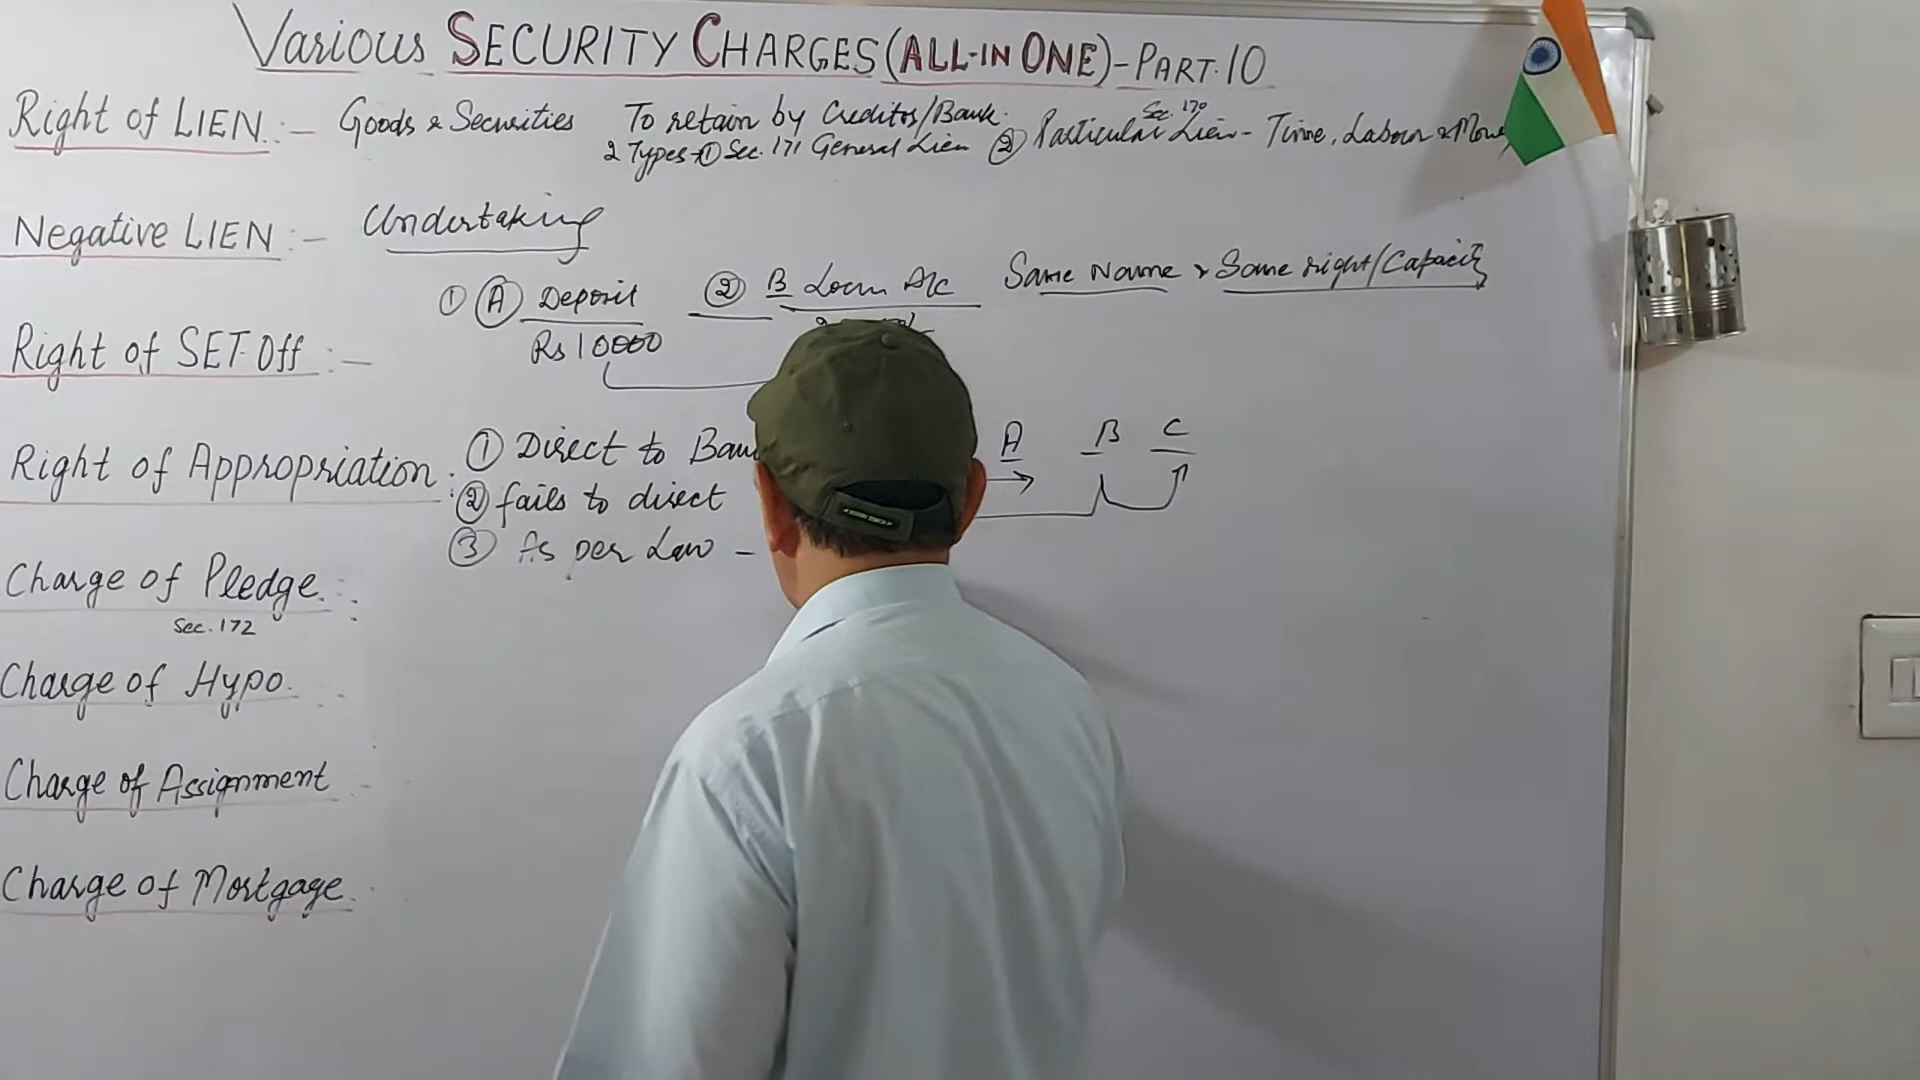 VARIOUS SECURITY CHARGES (ALL-IN ONE) - PART. 10
Right of LIEN :- Goods & Securities To retain by Creditos/Bank.
2 Types → ① Sec. 171 General Lien ② Particular Lien - Time, Labour &
Sec. 170
Negative LIEN :- Undertaking
① Ⓐ Deposit ② B Loan A/c Same Name & Same right/Capacity
Right of SET Off :- Rs 10000
Right of Appropriation : ① Direct to
② fails to direct
③ As per Law -
A B C
Charge of Pledge :
Sec. 172
Charge of Hypo.
Charge of Assignment
Charge of Mortgage.